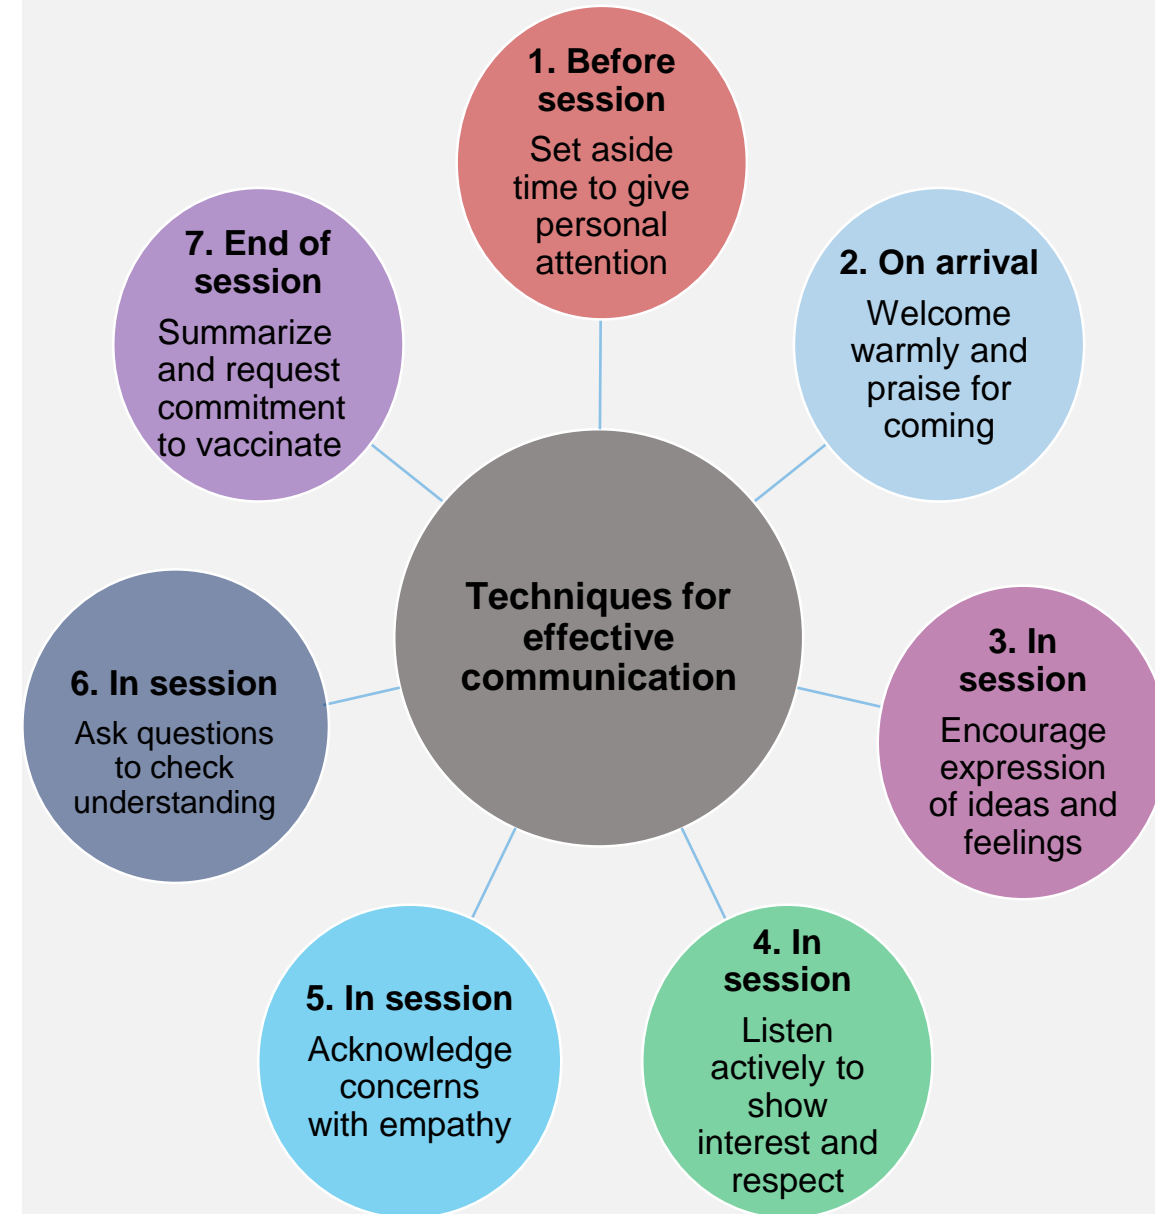 1. Before
session
Set aside
time to give
personal
attention
2. On arrival
Welcome
warmly and
praise for
coming
3. In
session
Encourage
expression
of ideas and
feelings
4. In
session
Listen
actively to
show
interest and
respect
5. In session
Acknowledge
concerns
with empathy
6. In session
Ask questions
to check
understanding
7. End of
session
Summarize
and request
commitment
to vaccinate
Techniques for
effective
communication